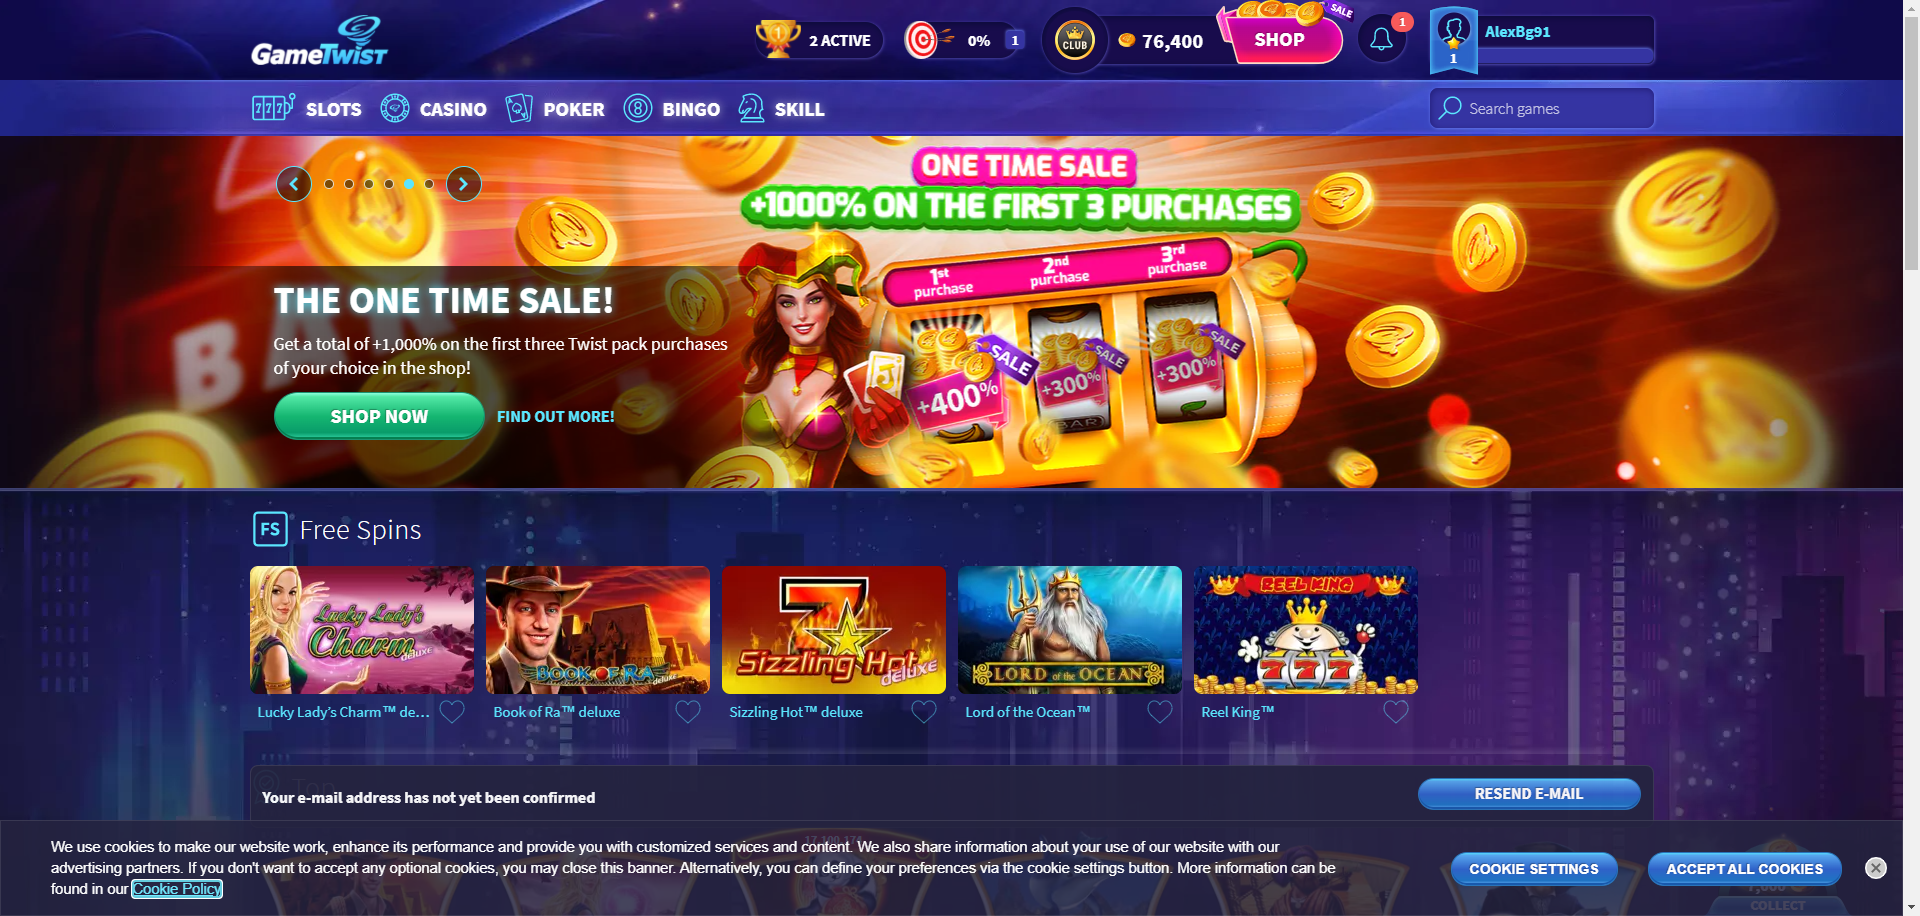 GameTwist
2 ACTIVE
0%
1
CLUB
76,400
SALE
SHOP
1
1
AlexBg91
SLOTS
CASINO
POKER
BINGO
SKILL
Search games
ONE TIME SALE
+1000% ON THE FIRST 3 PURCHASES
1st purchase
2nd purchase
3rd purchase
THE ONE TIME SALE!
Get a total of +1,000% on the first three Twist pack purchases
of your choice in the shop!
SHOP NOW
FIND OUT MORE!
SALE
+400%
SALE
+300%
SALE
+300%
J
BAR
FS Free Spins
Lucky Lady's
Charm
deluxe
7
Sizzling Hot
deluxe
BOOK OF RA
deluxe
LORD of the OCEAN™
REEL KING
777
Lucky Lady's Charm™ de...
Book of Ra™ deluxe
Sizzling Hot™ deluxe
Lord of the Ocean™
Reel King™
Top
Your e-mail address has not yet been confirmed
RESEND E-MAIL
We use cookies to make our website work, enhance its performance and provide you with customized services and content. We also share information about your use of our website with our
advertising partners. If you don't want to accept any optional cookies, you may close this banner. Alternatively, you can define your preferences via the cookie settings button. More information can be
found in our Cookie Policy
COOKIE SETTINGS
ACCEPT ALL COOKIES
COLLECT